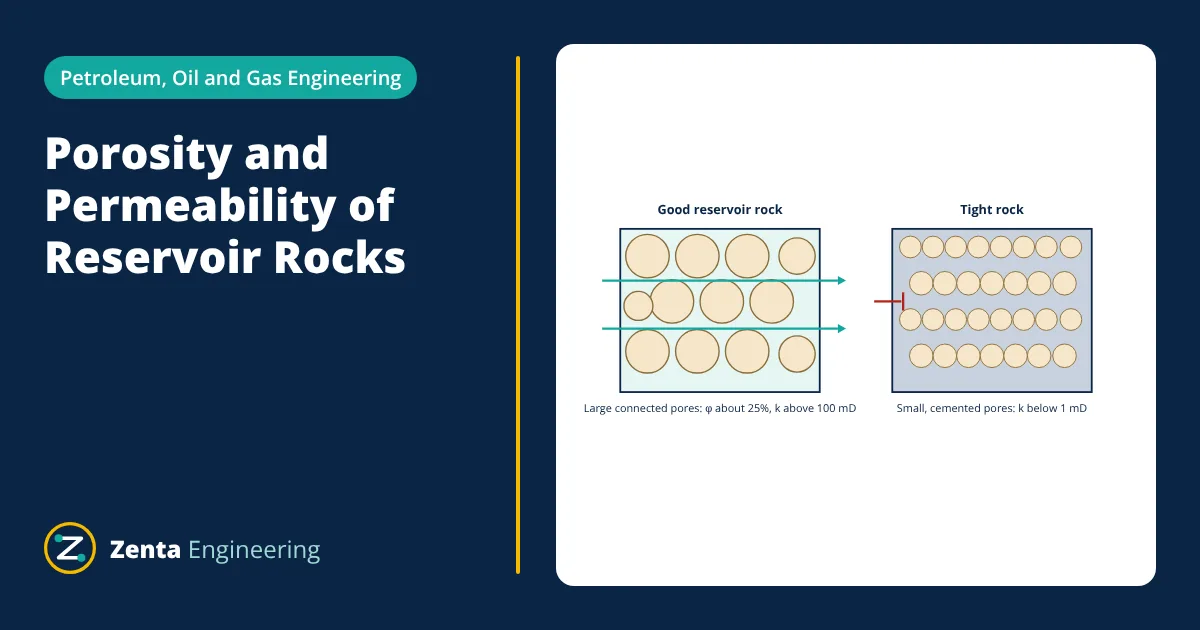 Petroleum, Oil and Gas Engineering
Porosity and
Permeability of
Reservoir Rocks
Zenta Engineering
Good reservoir rock
Large connected pores: φ about 25%, k above 100 mD
Tight rock
Small, cemented pores: k below 1 mD